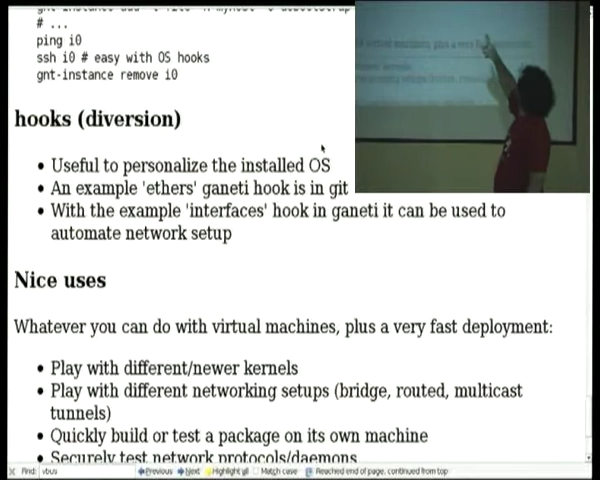 # ...
ping i0
ssh i0 # easy with OS hooks
gnt-instance remove i0
hooks (diversion)
• Useful to personalize the installed OS
• An example 'ethers' ganeti hook is in git
• With the example 'interfaces' hook in ganeti it can be used to
automate network setup
Nice uses
Whatever you can do with virtual machines, plus a very fast deployment:
• Play with different/newer kernels
• Play with different networking setups (bridge, routed, multicast
tunnels)
• Quickly build or test a package on its own machine
• Securely test network protocols/daemons
Find: vbus Previous Next Highlight all Match case Reached end of page, continued from top